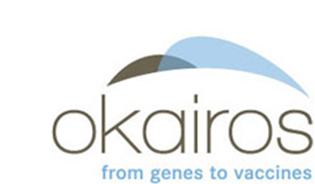 okairos
from genes to vaccines